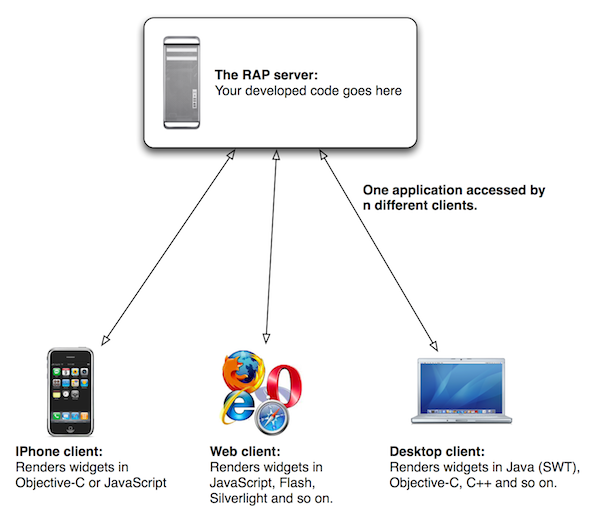 The RAP server:
Your developed code goes here
One application accessed by
n different clients.
IPhone client:
Renders widgets in
Objective-C or JavaScript
Web client:
Renders widgets in
JavaScript, Flash,
Silverlight and so on.
Desktop client:
Renders widgets in Java (SWT),
Objective-C, C++ and so on.